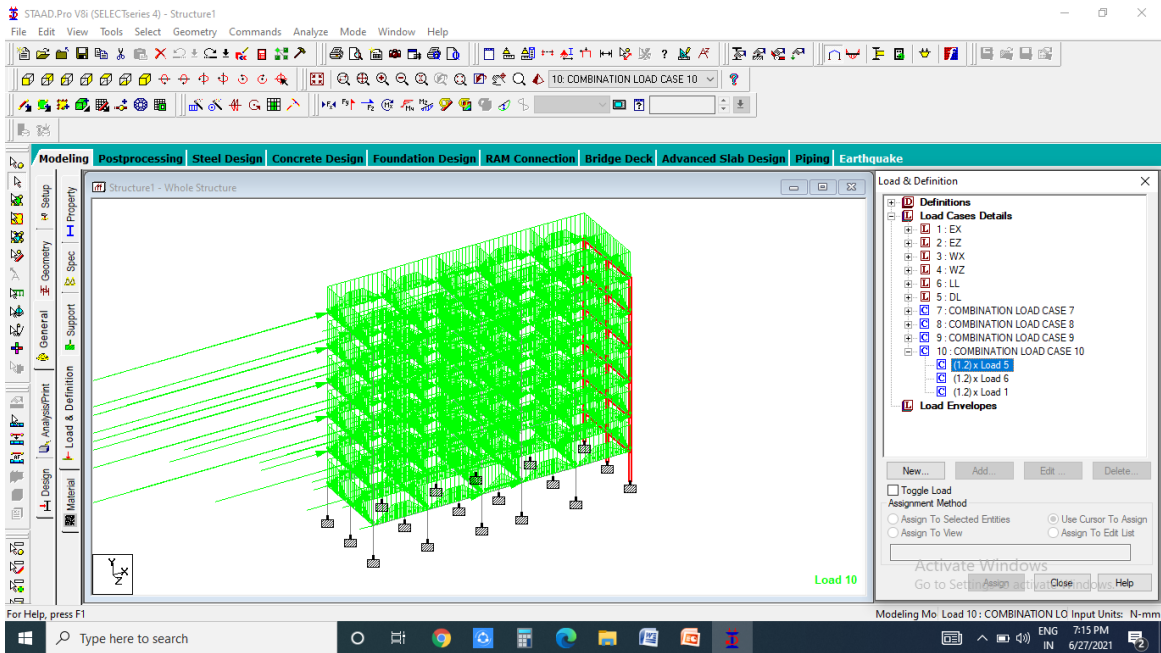 STAAD.Pro V8i (SELECTseries 4) - Structure1
File Edit View Tools Select Geometry Commands Analyze Mode Window Help
10: COMBINATION LOAD CASE 10
Modeling Postprocessing Steel Design Concrete Design Foundation Design RAM Connection Bridge Deck Advanced Slab Design Piping Earthquake
Setup
Geometry
General
Analysis/Print
Design
Property
Spec
Support
Load & Definition
Material
Structure1 - Whole Structure
Y
X
Z
Load 10
Load & Definition
Definitions
Load Cases Details
1 : EX
2 : EZ
3 : WX
4 : WZ
6 : LL
5 : DL
7 : COMBINATION LOAD CASE 7
8 : COMBINATION LOAD CASE 8
9 : COMBINATION LOAD CASE 9
10 : COMBINATION LOAD CASE 10
(1.2) x Load 5
(1.2) x Load 6
(1.2) x Load 1
Load Envelopes
New... Add... Edit ... Delete...
Toggle Load
Assignment Method
Assign To Selected Entities Use Cursor To Assign
Assign To View Assign To Edit List
Activate Windows
Assign Close Help
For Help, press F1 Modeling Mo Load 10 : COMBINATION LO Input Units: N-mm
Type here to search
ENG 7:15 PM
IN 6/27/2021
2